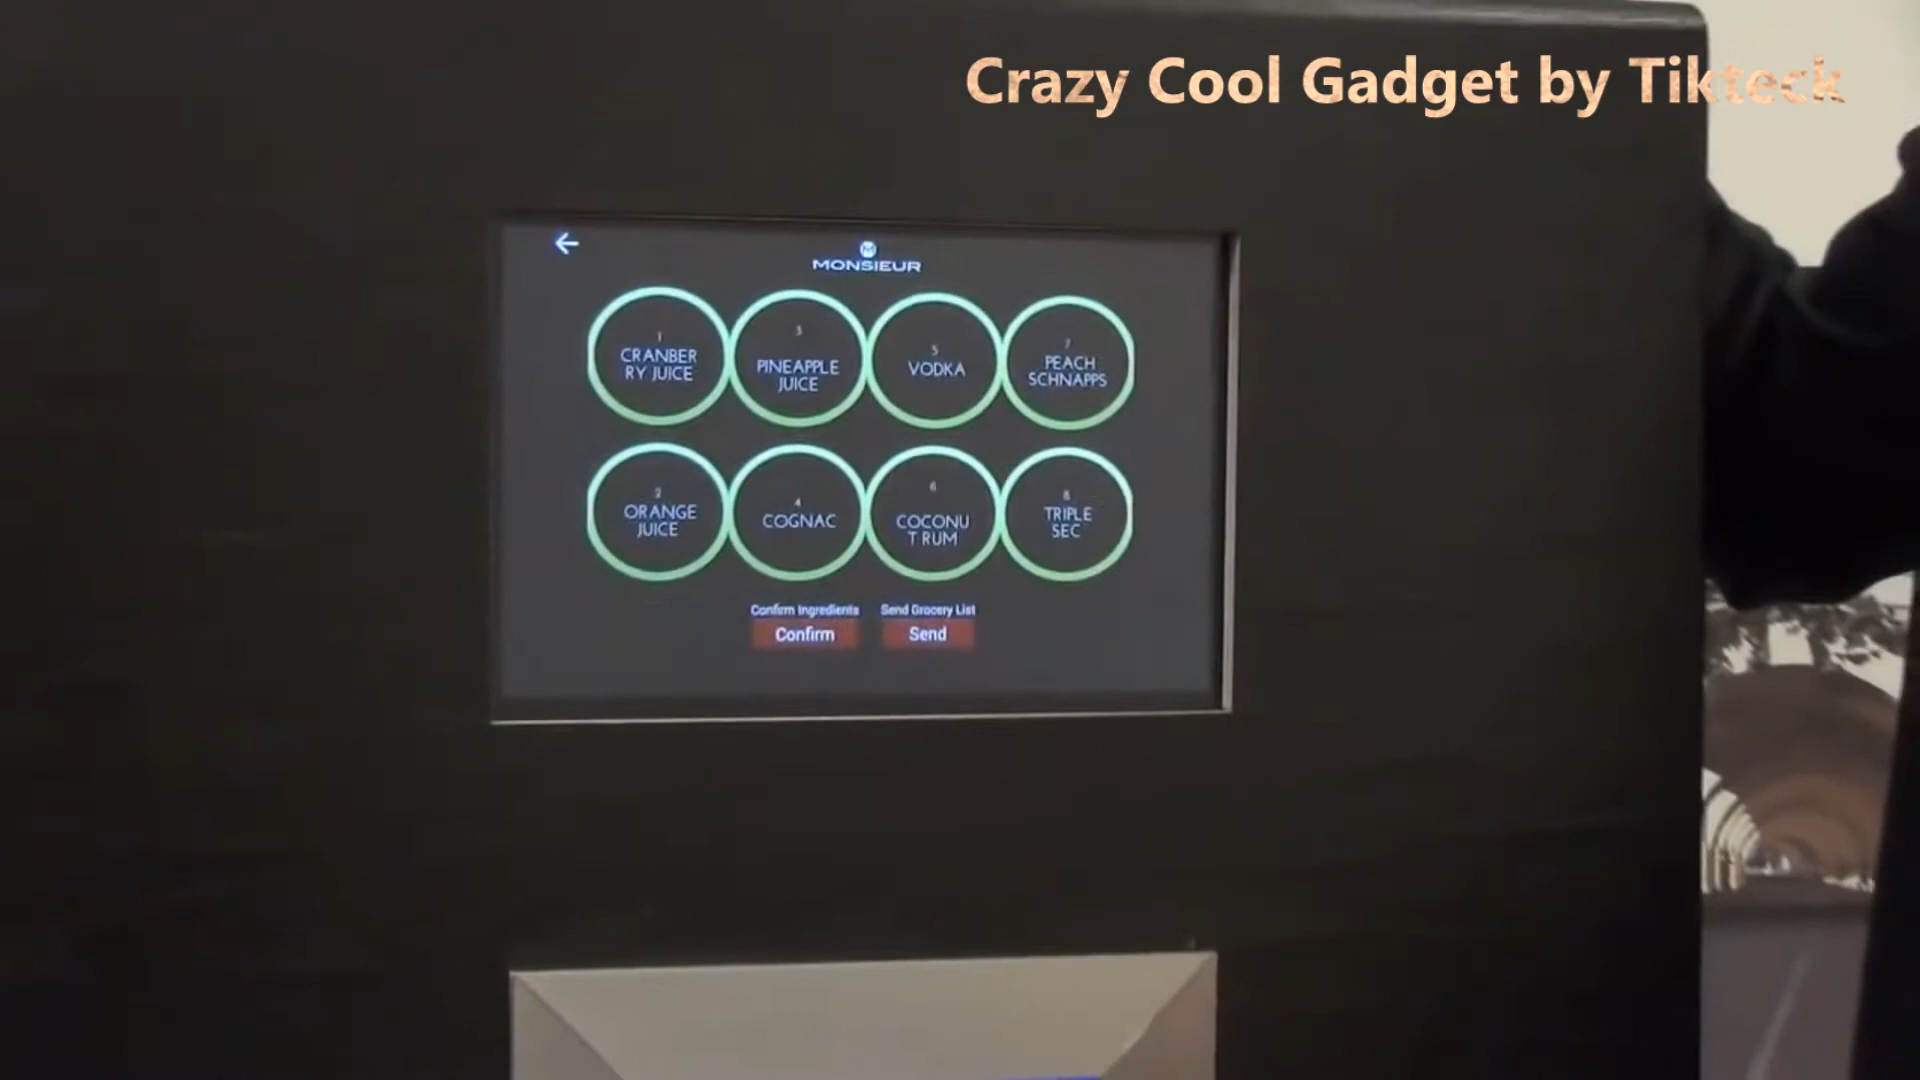 Crazy Cool Gadget by Tikteck
MONSIEUR
1
CRANBER
RY JUICE
3
PINEAPPLE
JUICE
5
VODKA
7
PEACH
SCHNAPPS
2
ORANGE
JUICE
4
COGNAC
6
COCONU
T RUM
8
TRIPLE
SEC
Confirm Ingredients
Confirm
Send Grocery List
Send